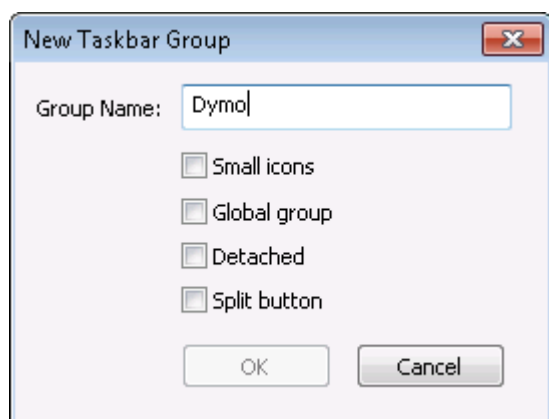 New Taskbar Group
Group Name: Dymo
Small icons
Global group
Detached
Split button
OK Cancel